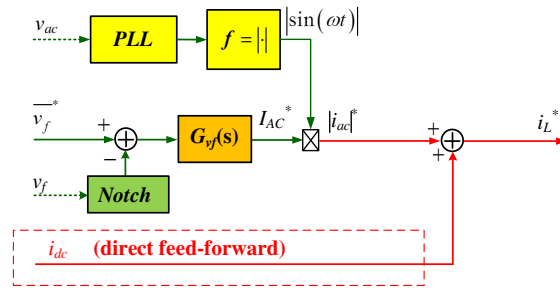 v_ac
PLL
f = |·|
|sin(ωt)|
v̅_f^*
+
−
G_vf(s)
I_AC^*
|i_ac|^*
+
+
i_L^*
v_f
Notch
i_dc (direct feed-forward)